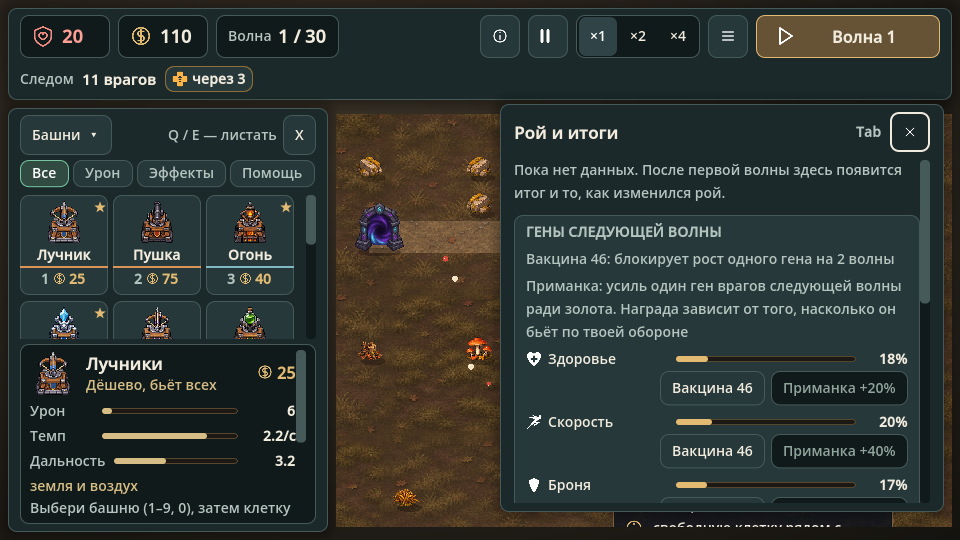 20
110
Волна 1 / 30
×1
×2
×4
Волна 1
Следом 11 врагов
через 3
Башни
Q / E — листать
X
Все
Урон
Эффекты
Помощь
Лучник
Пушка
Огонь
1 25
2 75
3 40
Лучники
Дёшево, бьёт всех
25
Урон 6
Темп 2.2/с
Дальность 3.2
земля и воздух
Выбери башню (1–9, 0), затем клетку
Рой и итоги
Tab
Пока нет данных. После первой волны здесь появится
итог и то, как изменился рой.
ГЕНЫ СЛЕДУЮЩЕЙ ВОЛНЫ
Вакцина 46: блокирует рост одного гена на 2 волны
Приманка: усиль один ген врагов следующей волны
ради золота. Награда зависит от того, насколько он
бьёт по твоей обороне
Здоровье 18%
Вакцина 46
Приманка +20%
Скорость 20%
Вакцина 46
Приманка +40%
Броня 17%
свободную клетку рядом с